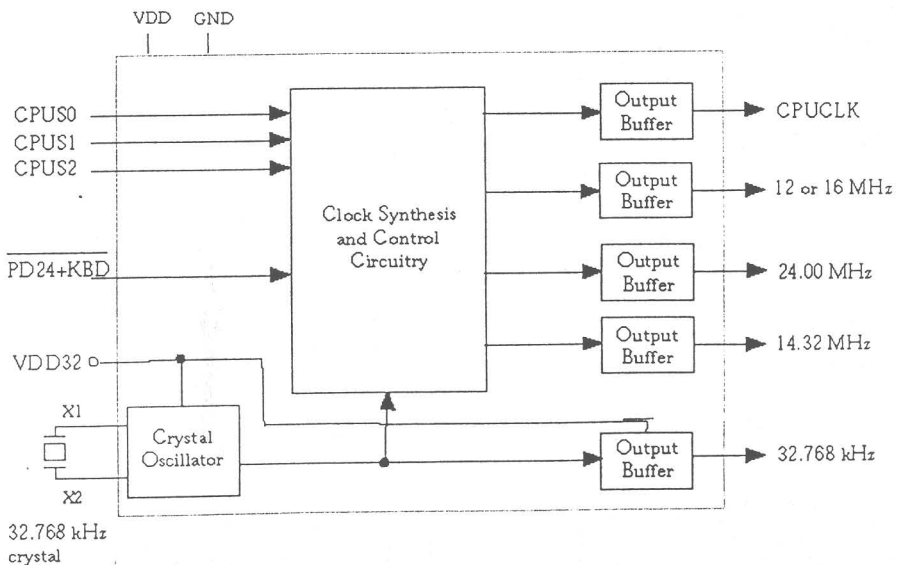 VDD
GND
CPUS0
CPUS1
CPUS2
PD24+KBD
VDD32
X1
X2
32.768 kHz
crystal
Crystal
Oscillator
Clock Synthesis
and Control
Circuitry
Output
Buffer
Output
Buffer
Output
Buffer
Output
Buffer
Output
Buffer
CPUCLK
12 or 16 MHz
24.00 MHz
14.32 MHz
32.768 kHz